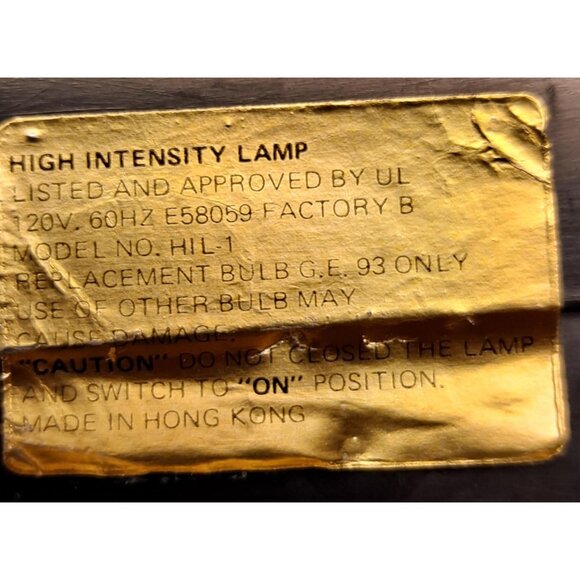 HIGH INTENSITY LAMP
LISTED AND APPROVED BY UL
120V. 60HZ E58059 FACTORY B
MODEL NO. HIL-1
REPLACEMENT BULB G.E. 93 ONLY
USE OF OTHER BULB MAY
CAUSE DAMAGE.
"CAUTION" DO NOT CLOSED THE LAMP
AND SWITCH TO "ON" POSITION.
MADE IN HONG KONG